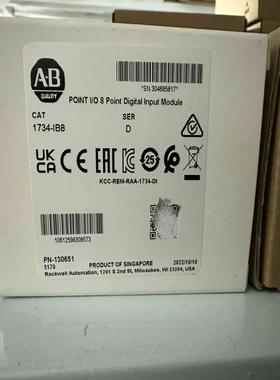 A-B
QUALITY
"SN 304685817"
POINT I/O 8 Point Digital Input Module
CAT
SER
1734-IB8
D
UK
CA
CE
25
KCC-REM-RAA-1734-DI
10612598308573
PN-130651
5170
PRODUCT OF SINGAPORE
2022/10/10
Rockwell Automation, 1201 S 2nd St, Milwaukee, WI 53204, USA